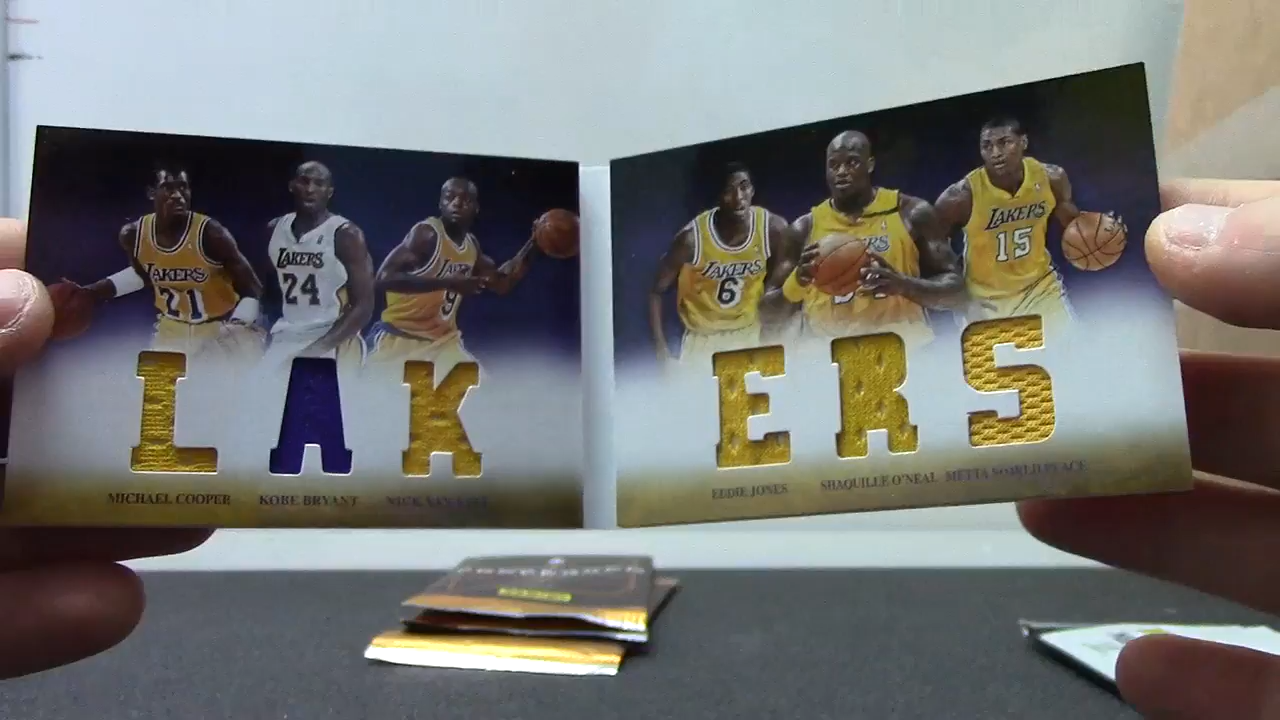 LAKERS
21
LAKERS
24
LAKERS
9
LAKERS
6
LAKERS
15
L A K E R S
MICHAEL COOPER KOBE BRYANT NICK VAN EXEL
EDDIE JONES SHAQUILLE O'NEAL METTA WORLD PEACE